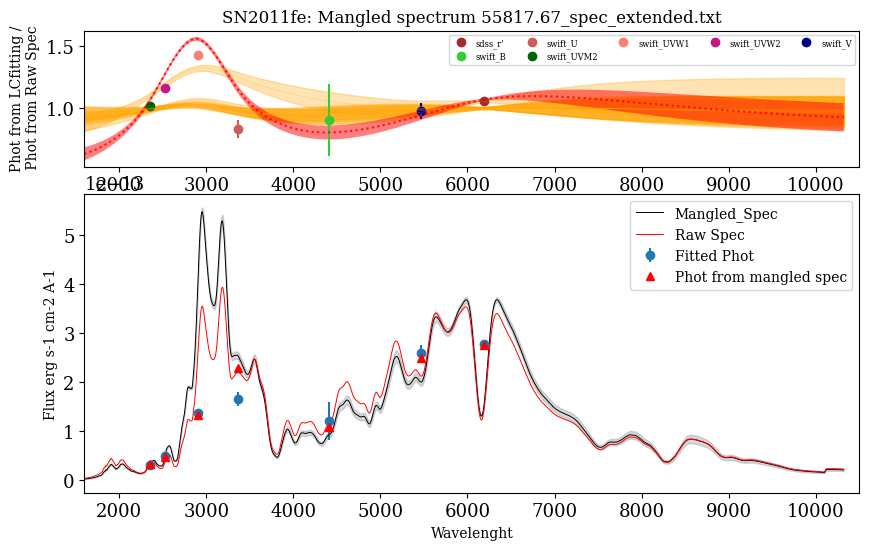 SN2011fe: Mangled spectrum 55817.67_spec_extended.txt
Phot from LCfitting /
Phot from Raw Spec
1.5
1.0
sdss_r' swift_U swift_UVW1 swift_UVW2 swift_V
swift_B swift_UVM2
2000 3000 4000 5000 6000 7000 8000 9000 10000
1e−13
Flux erg s-1 cm-2 A-1
5
4
3
2
1
0
Mangled_Spec
Raw Spec
Fitted Phot
Phot from mangled spec
2000 3000 4000 5000 6000 7000 8000 9000 10000
Wavelenght